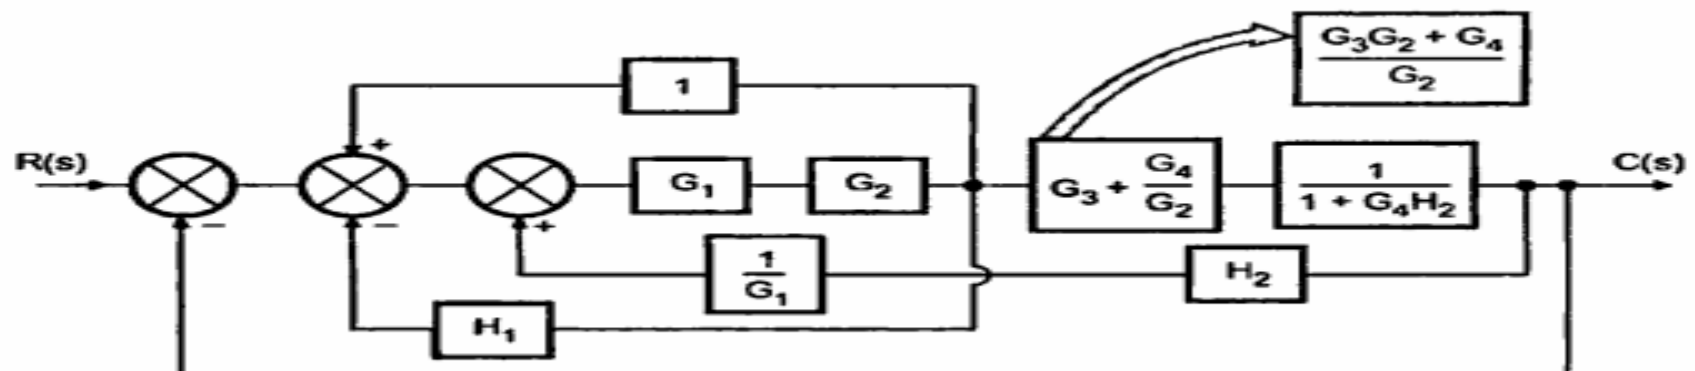 G₃G₂ + G₄
G₂
1
+
R(s)
G₁
G₂
G₃ + G₄
G₂
1
1 + G₄H₂
C(s)
−
−
+
1
G₁
H₂
H₁